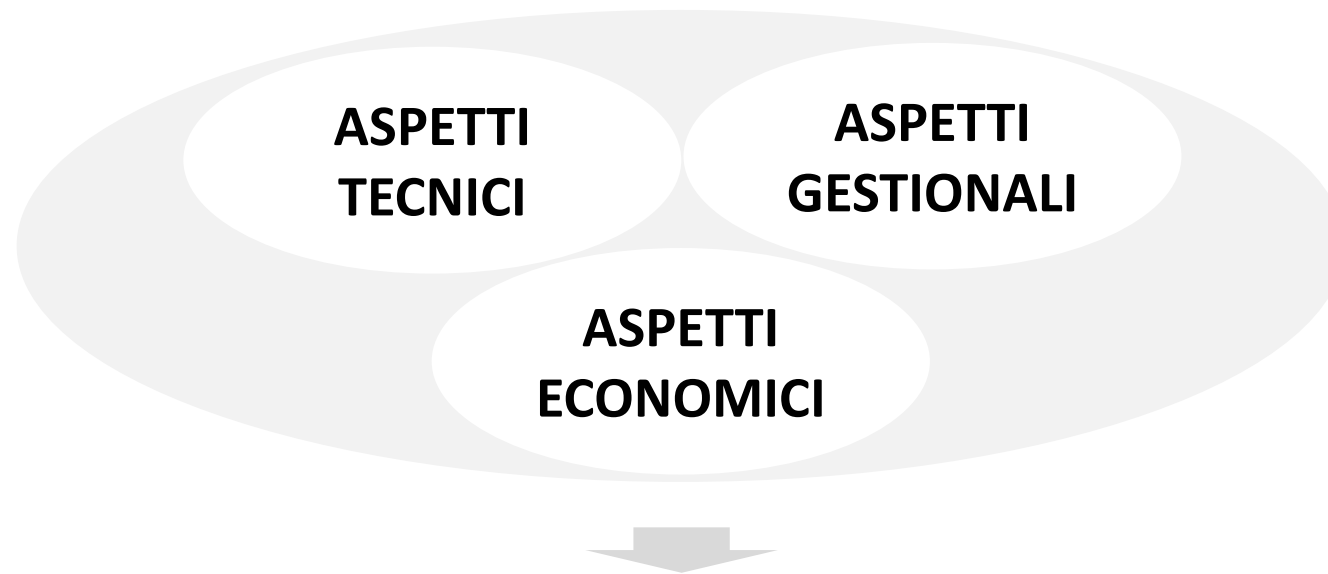 ASPETTI
TECNICI
ASPETTI
GESTIONALI
ASPETTI
ECONOMICI